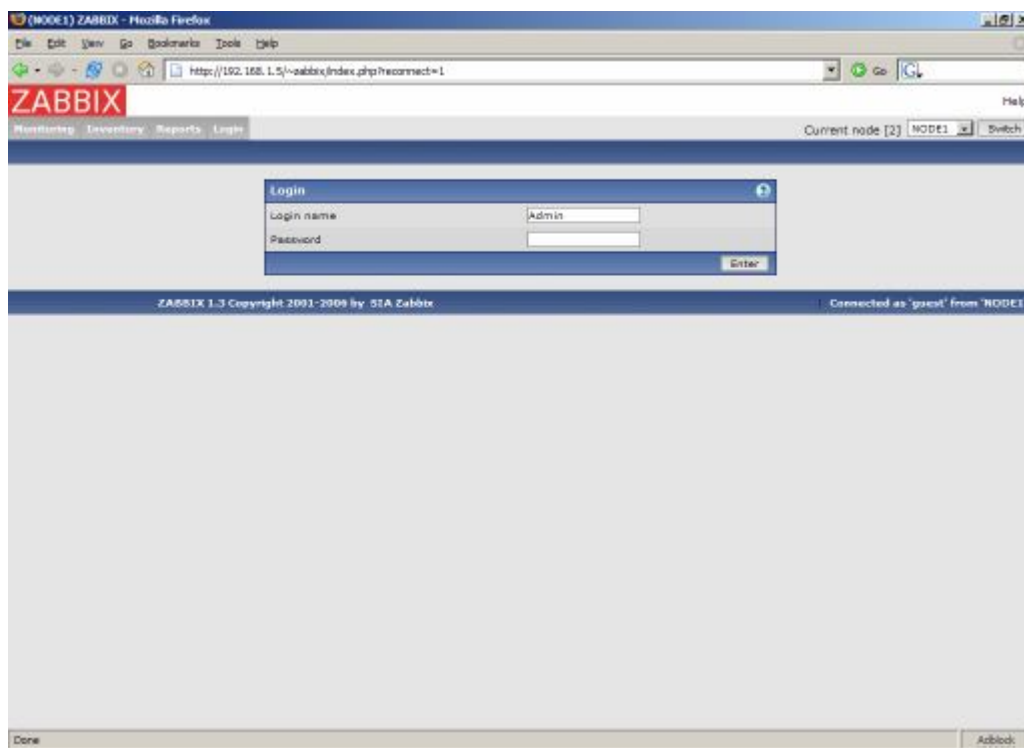 (NODE1) ZABBIX - Mozilla Firefox
File Edit View Go Bookmarks Tools Help
http://192.168.1.5/~zabbix/index.php?reconnect=1 Go
ZABBIX Help
Monitoring Inventory Reports Login Current node [2] NODE1 Switch
Login
Login name Admin
Password
Enter
ZABBIX 1.3 Copyright 2001-2006 by SIA Zabbix Connected as 'guest' from 'NODE1
Done Adblock